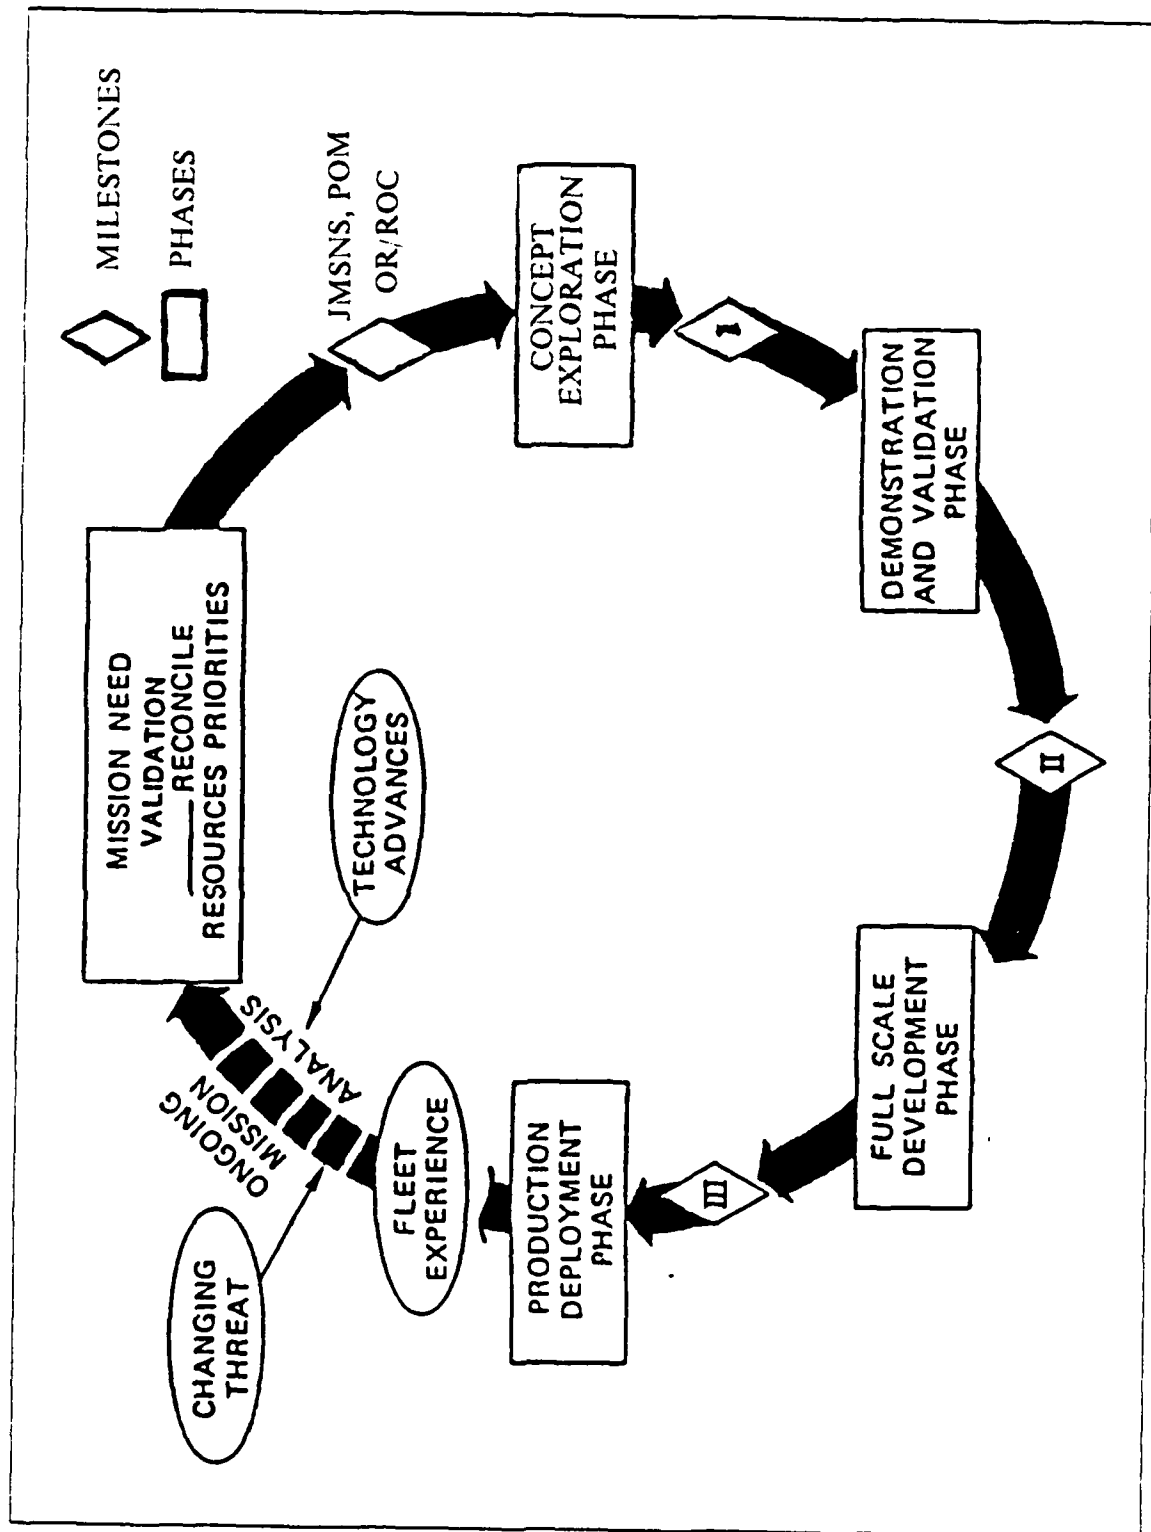 MILESTONES
PHASES
MISSION NEED
VALIDATION
RECONCILE
RESOURCES PRIORITIES
JMSNS, POM
OR/ROC
CONCEPT
EXPLORATION
PHASE
I
DEMONSTRATION
AND VALIDATION
PHASE
II
FULL SCALE
DEVELOPMENT
PHASE
III
PRODUCTION
DEPLOYMENT
PHASE
FLEET
EXPERIENCE
ONGOING
MISSION
ANALYSIS
CHANGING
THREAT
TECHNOLOGY
ADVANCES